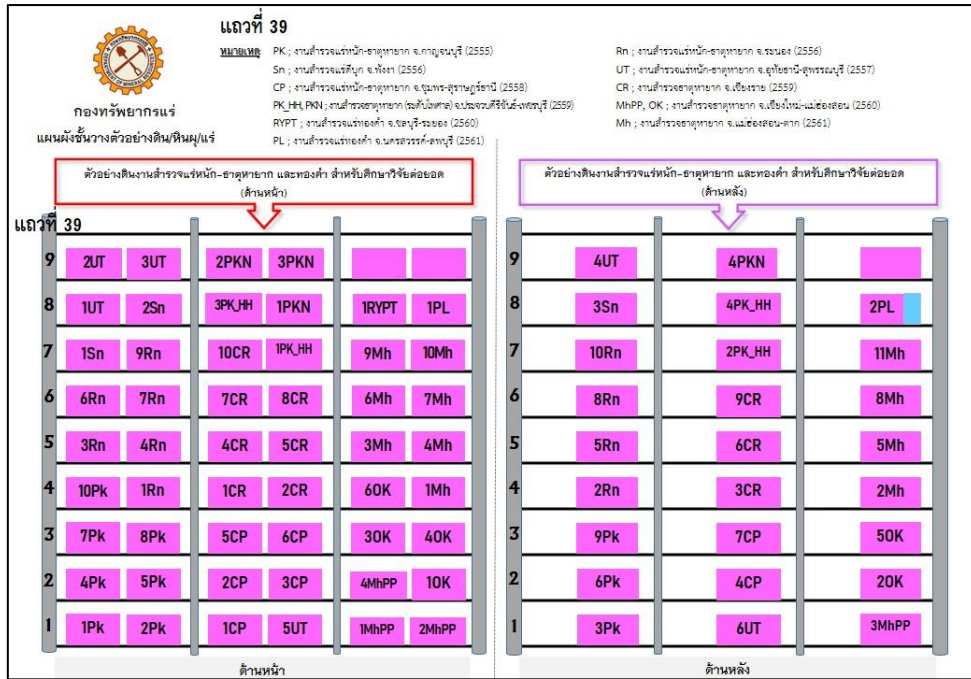 แถวที่ 39
หมายเหตุ PK ; งานสำรวจแร่หนัก-ธาตุหายาก จ.กาญจนบุรี (2555)
Sn ; งานสำรวจแร่ดีบุก จ.พังงา (2556)
CP ; งานสำรวจแร่หนัก-ธาตุหายาก จ.ชุมพร-สุราษฎร์ธานี (2558)
PK_HH, PKN ; งานสำรวจธาตุหายาก (ระดับไพศาล) จ.ประจวบคีรีขันธ์-เพชรบุรี (2559)
RYPT ; งานสำรวจแร่ทองคำ จ.ชลบุรี-ระยอง (2560)
PL ; งานสำรวจแร่ทองคำ จ.นครสวรรค์-ลพบุรี (2561)
Rn ; งานสำรวจแร่หนัก-ธาตุหายาก จ.ระนอง (2556)
UT ; งานสำรวจแร่หนัก-ธาตุหายาก จ.อุทัยธานี-สุพรรณบุรี (2557)
CR ; งานสำรวจธาตุหายาก จ.เชียงราย (2559)
MhPP, OK ; งานสำรวจธาตุหายาก จ.เชียงใหม่-แม่ฮ่องสอน (2560)
Mh ; งานสำรวจธาตุหายาก จ.แม่ฮ่องสอน-ตาก (2561)
กองทรัพยากรแร่
แผนผังชั้นวางตัวอย่างดิน/หินผุ/แร่
ตัวอย่างดินงานสำรวจแร่หนัก-ธาตุหายาก และทองคำ สำหรับศึกษาวิจัยต่อยอด
(ด้านหน้า)
แถวที่ 39
9 2UT 3UT 2PKN 3PKN
8 1UT 2Sn 3PK_HH 1PKN 1RYPT 1PL
7 1Sn 9Rn 10CR 1PK_HH 9Mh 10Mh
6 6Rn 7Rn 7CR 8CR 6Mh 7Mh
5 3Rn 4Rn 4CR 5CR 3Mh 4Mh
4 10Pk 1Rn 1CR 2CR 6OK 1Mh
3 7Pk 8Pk 5CP 6CP 3OK 4OK
2 4Pk 5Pk 2CP 3CP 4MhPP 1OK
1 1Pk 2Pk 1CP 5UT 1MhPP 2MhPP
ด้านหน้า
ตัวอย่างดินงานสำรวจแร่หนัก-ธาตุหายาก และทองคำ สำหรับศึกษาวิจัยต่อยอด
(ด้านหลัง)
9 4UT 4PKN
8 3Sn 4PK_HH 2PL
7 10Rn 2PK_HH 11Mh
6 8Rn 9CR 8Mh
5 5Rn 6CR 5Mh
4 2Rn 3CR 2Mh
3 9Pk 7CP 5OK
2 6Pk 4CP 2OK
1 3Pk 6UT 3MhPP
ด้านหลัง